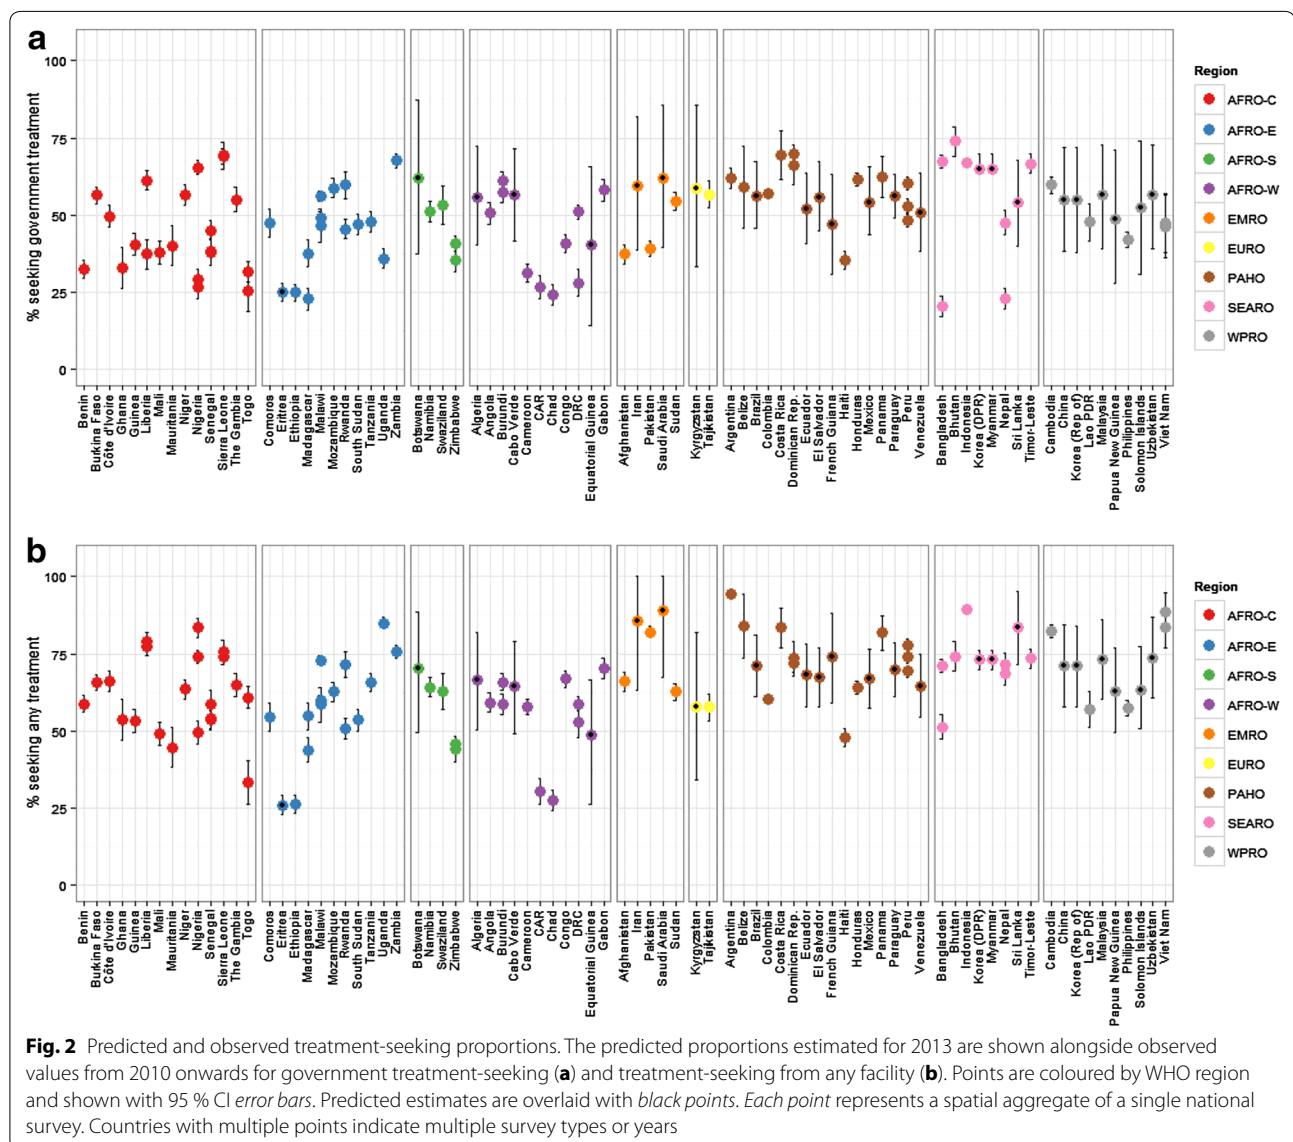 a
% seeking government treatment
100
75
50
25
0
Benin
Burkina Faso
Côte d'Ivoire
Ghana
Guinea
Liberia
Mali
Mauritania
Niger
Nigeria
Senegal
Sierra Leone
The Gambia
Togo
Comoros
Eritrea
Ethiopia
Madagascar
Malawi
Mozambique
Rwanda
South Sudan
Tanzania
Uganda
Zambia
Botswana
Namibia
Swaziland
Zimbabwe
Algeria
Angola
Burundi
Cabo Verde
Cameroon
CAR
Chad
Congo
DRC
Equatorial Guinea
Gabon
Afghanistan
Iran
Pakistan
Saudi Arabia
Sudan
Kyrgyzstan
Tajikistan
Argentina
Belize
Brazil
Colombia
Costa Rica
Dominican Rep.
Ecuador
El Salvador
French Guiana
Haiti
Honduras
Mexico
Panama
Paraguay
Peru
Venezuela
Bangladesh
Bhutan
Indonesia
Korea (DPR)
Myanmar
Nepal
Sri Lanka
Timor-Leste
Cambodia
China
Korea (Rep of)
Lao PDR
Malaysia
Papua New Guinea
Philippines
Solomon Islands
Uzbeketan
Viet Nam
Region
AFRO-C
AFRO-E
AFRO-S
AFRO-W
EMRO
EURO
PAHO
SEARO
WPRO
b
% seeking any treatment
100
75
50
25
0
Benin
Burkina Faso
Côte d'Ivoire
Ghana
Guinea
Liberia
Mali
Mauritania
Niger
Nigeria
Senegal
Sierra Leone
The Gambia
Togo
Comoros
Eritrea
Ethiopia
Madagascar
Malawi
Mozambique
Rwanda
South Sudan
Tanzania
Uganda
Zambia
Botswana
Namibia
Swaziland
Zimbabwe
Algeria
Angola
Burundi
Cabo Verde
Cameroon
CAR
Chad
Congo
DRC
Equatorial Guinea
Gabon
Afghanistan
Iran
Pakistan
Saudi Arabia
Sudan
Kyrgyzstan
Tajikistan
Argentina
Belize
Brazil
Colombia
Costa Rica
Dominican Rep.
Ecuador
El Salvador
French Guiana
Haiti
Honduras
Mexico
Panama
Paraguay
Peru
Venezuela
Bangladesh
Bhutan
Indonesia
Korea (DPR)
Myanmar
Nepal
Sri Lanka
Timor-Leste
Cambodia
China
Korea (Rep of)
Lao PDR
Malaysia
Papua New Guinea
Philippines
Solomon Islands
Uzbeketan
Viet Nam
Region
AFRO-C
AFRO-E
AFRO-S
AFRO-W
EMRO
EURO
PAHO
SEARO
WPRO
Fig. 2 Predicted and observed treatment-seeking proportions. The predicted proportions estimated for 2013 are shown alongside observed
values from 2010 onwards for government treatment-seeking (a) and treatment-seeking from any facility (b). Points are coloured by WHO region
and shown with 95 % CI error bars. Predicted estimates are overlaid with black points. Each point represents a spatial aggregate of a single national
survey. Countries with multiple points indicate multiple survey types or years